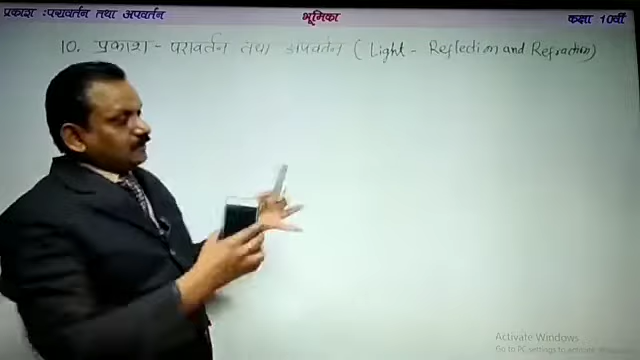 प्रकाश :परावर्तन तथा अपवर्तन भूमिका कक्षा 10वीं
10. प्रकाश - परावर्तन तथा अपवर्तन ( Light - Reflection and Refraction)
Activate Windows
Go to PC settings to activate Windows.